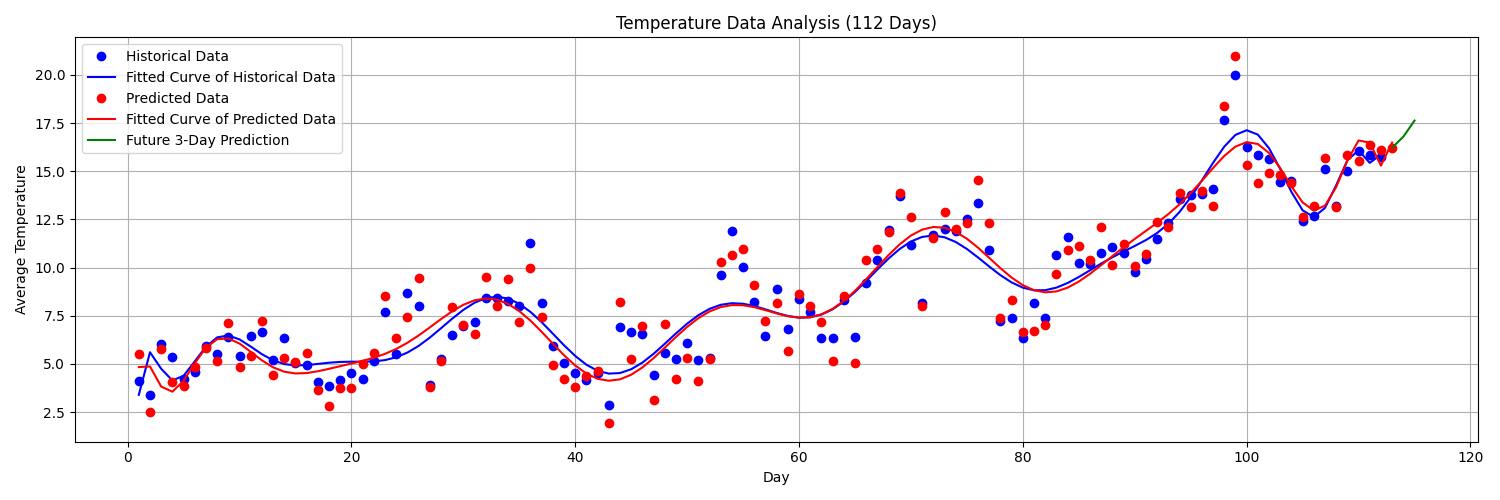 Temperature Data Analysis (112 Days)
Historical Data
Fitted Curve of Historical Data
Predicted Data
Fitted Curve of Predicted Data
Future 3-Day Prediction
Average Temperature
20.0
17.5
15.0
12.5
10.0
7.5
5.0
2.5
0 20 40 60 80 100 120
Day